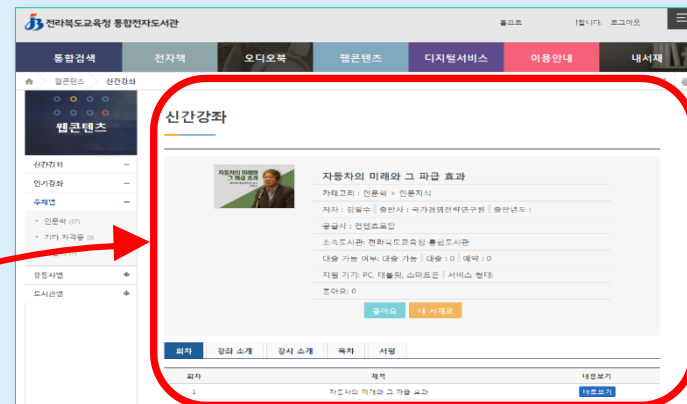 전라북도교육청 통합전자도서관
홈으로 !합니다. 로그아웃
통합검색 전자책 오디오북 웹콘텐츠 디지털서비스 이용안내 내서재
웹콘텐츠 신간강좌
웹콘텐츠
신간강좌
인기강좌
주제별
인문학 (37)
기타 자격증 (0)
유통사별
도서관별
신간강좌
자동차의 미래와
그 파급 효과
자동차의 미래와 그 파급 효과
카테고리 : 인문학 > 인문지식
저자 : 김필수 출판사 : 국가경영전략연구원 출판년도 :
공급사 : 컨텐츠포탈
소속도서관: 전라북도교육청 통합도서관
대출 가능 여부: 대출 가능 대출 : 0 예약 : 0
지원 기기: PC, 태블릿, 스마트폰 서비스 형태:
좋아요: 0
좋아요 내 서재로
회차 강좌 소개 강사 소개 목차 서평
회차 제목 내용보기
1 자동차의 미래와 그 파급 효과 바로보기